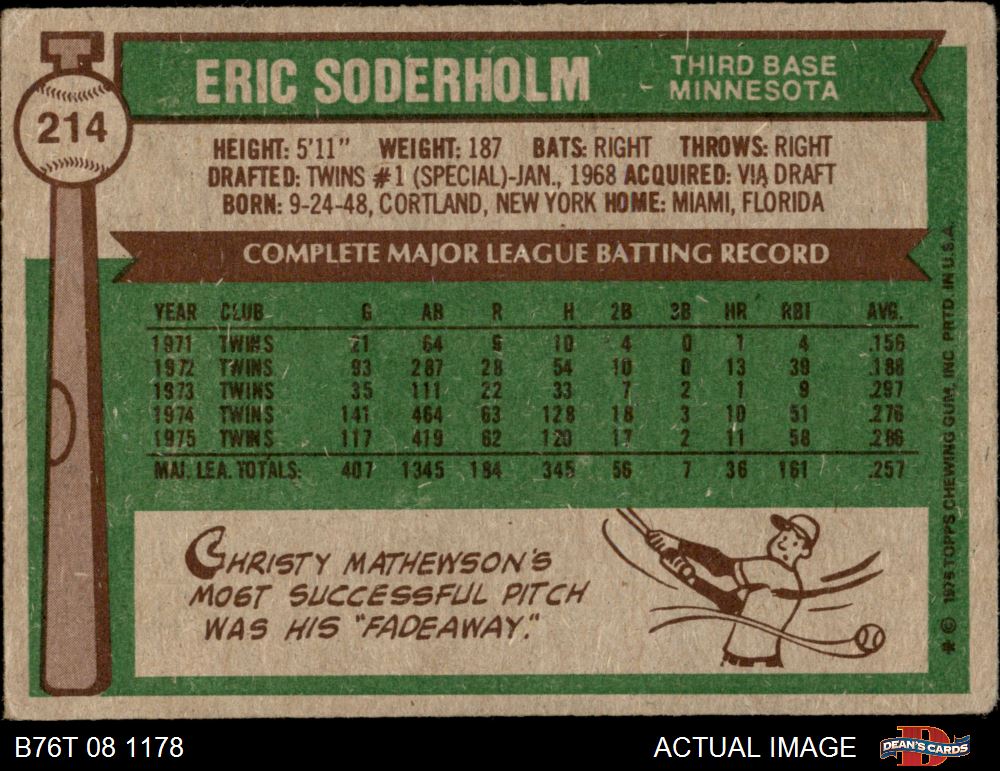 ERIC SODERHOLM
THIRD BASE
MINNESOTA
214
HEIGHT: 5'11" WEIGHT: 187 BATS: RIGHT THROWS: RIGHT
DRAFTED: TWINS #1 (SPECIAL)-JAN., 1968 ACQUIRED: VIA DRAFT
BORN: 9-24-48, CORTLAND, NEW YORK HOME: MIAMI, FLORIDA
COMPLETE MAJOR LEAGUE BATTING RECORD
YEAR CLUB G AB R H 2B 3B HR RBI AVG.
1971 TWINS 21 64 9 10 4 0 1 4 .156
1972 TWINS 93 287 28 54 10 0 13 39 .188
1973 TWINS 35 111 22 33 7 2 1 9 .297
1974 TWINS 141 464 63 128 18 3 10 51 .276
1975 TWINS 117 419 62 120 17 2 11 58 .286
MAJ. LEA. TOTALS: 407 1345 184 345 56 7 36 161 .257
CHRISTY MATHEWSON'S
MOST SUCCESSFUL PITCH
WAS HIS "FADEAWAY."
* © 1975 TOPPS CHEWING GUM, INC PRTD. IN U.S.A.
B76T 08 1178
ACTUAL IMAGE
DEAN'S CARDS